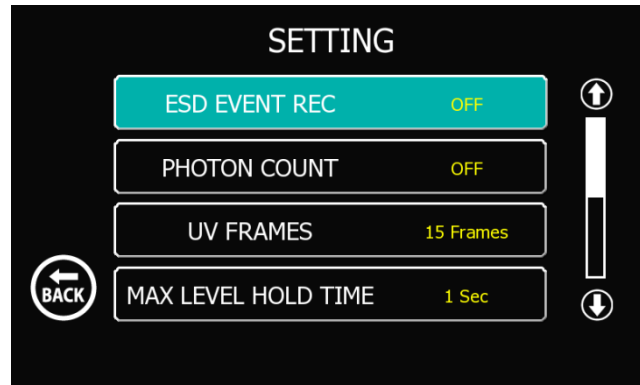 SETTING
ESD EVENT REC OFF
PHOTON COUNT OFF
UV FRAMES 15 Frames
BACK
MAX LEVEL HOLD TIME 1 Sec